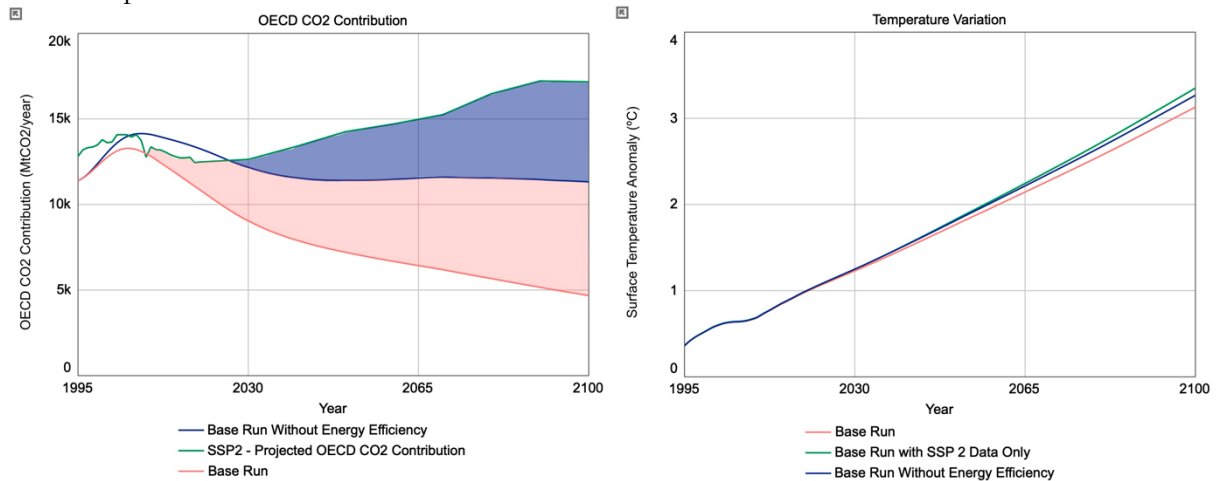 OECD CO2 Contribution
OECD CO2 Contribution (MtCO2/year)
20k
15k
10k
5k
0
1995 2030 2065 2100
Year
Base Run Without Energy Efficiency
SSP2 - Projected OECD CO2 Contribution
Base Run
Temperature Variation
Surface Temperature Anomaly (ºC)
4
3
2
1
0
1995 2030 2065 2100
Year
Base Run
Base Run with SSP 2 Data Only
Base Run Without Energy Efficiency